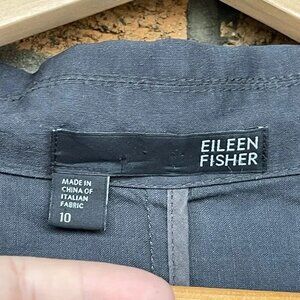 EILEEN
FISHER
MADE IN
CHINA OF
ITALIAN
FABRIC
10